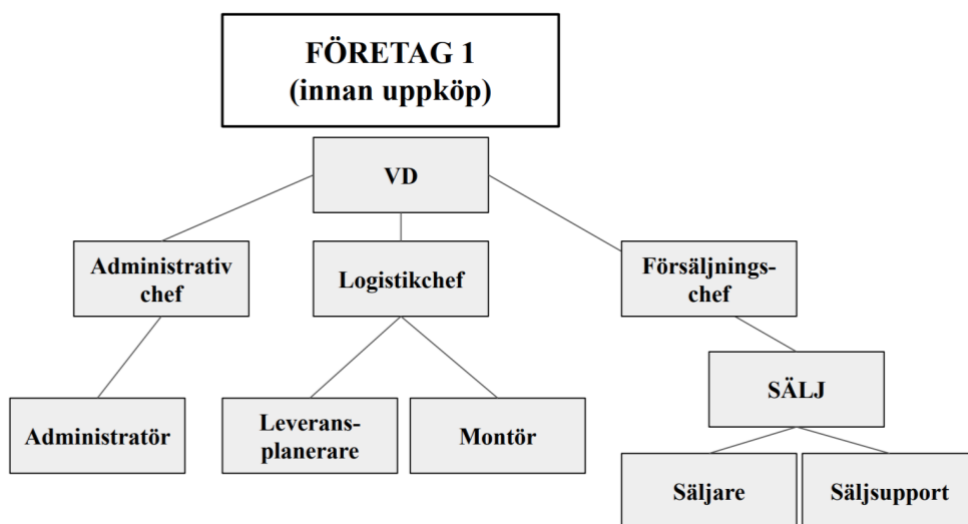 FÖRETAG 1
(innan uppköp)
VD
Administrativ
chef
Logistikchef
Försäljnings-
chef
SÄLJ
Administratör
Leverans-
planerare
Montör
Säljare
Säljsupport